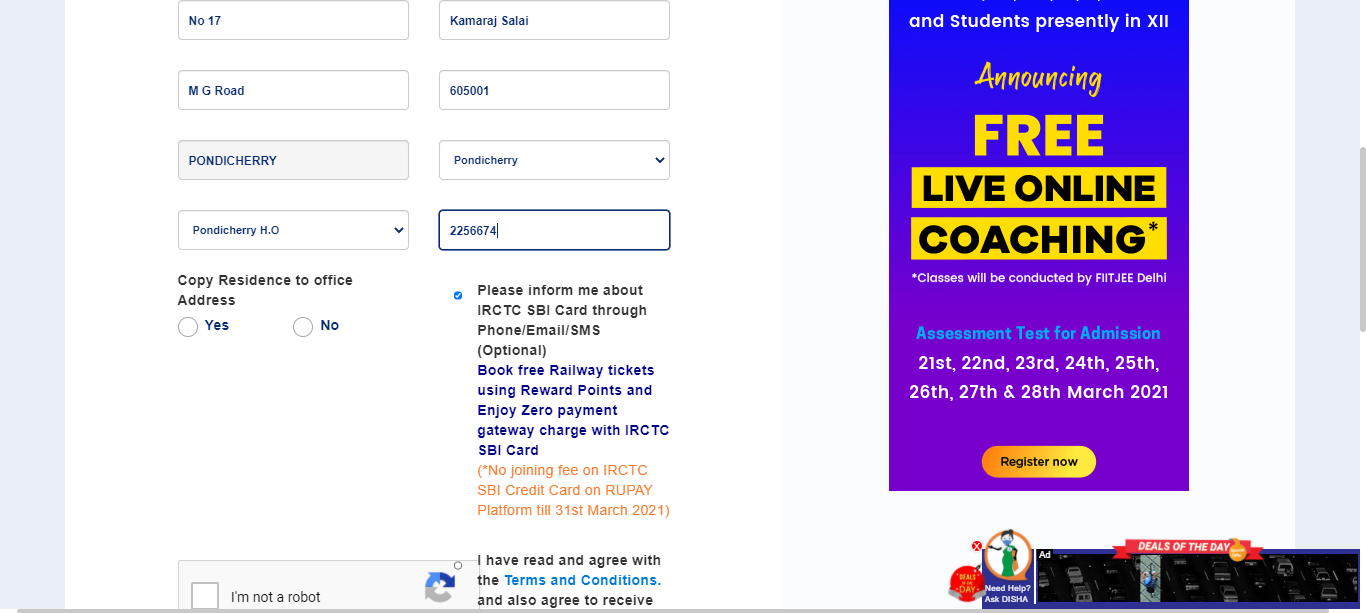 No 17
Kamaraj Salai
M G Road
605001
PONDICHERRY
Pondicherry
Pondicherry H.O
2256674
Copy Residence to office
Address
Yes
No
Please inform me about
IRCTC SBI Card through
Phone/Email/SMS
(Optional)
Book free Railway tickets
using Reward Points and
Enjoy Zero payment
gateway charge with IRCTC
SBI Card
(*No joining fee on IRCTC
SBI Credit Card on RUPAY
Platform till 31st March 2021)
I'm not a robot
I have read and agree with
the Terms and Conditions.
and also agree to receive
and Students presently in XII
Announcing
FREE
LIVE ONLINE
COACHING*
*Classes will be conducted by FIITJEE Delhi
Assessment Test for Admission
21st, 22nd, 23rd, 24th, 25th,
26th, 27th & 28th March 2021
Register now
X
DEALS OF THE DAY
Need Help?
Ask DISHA
Ad
DEALS OF THE DAY